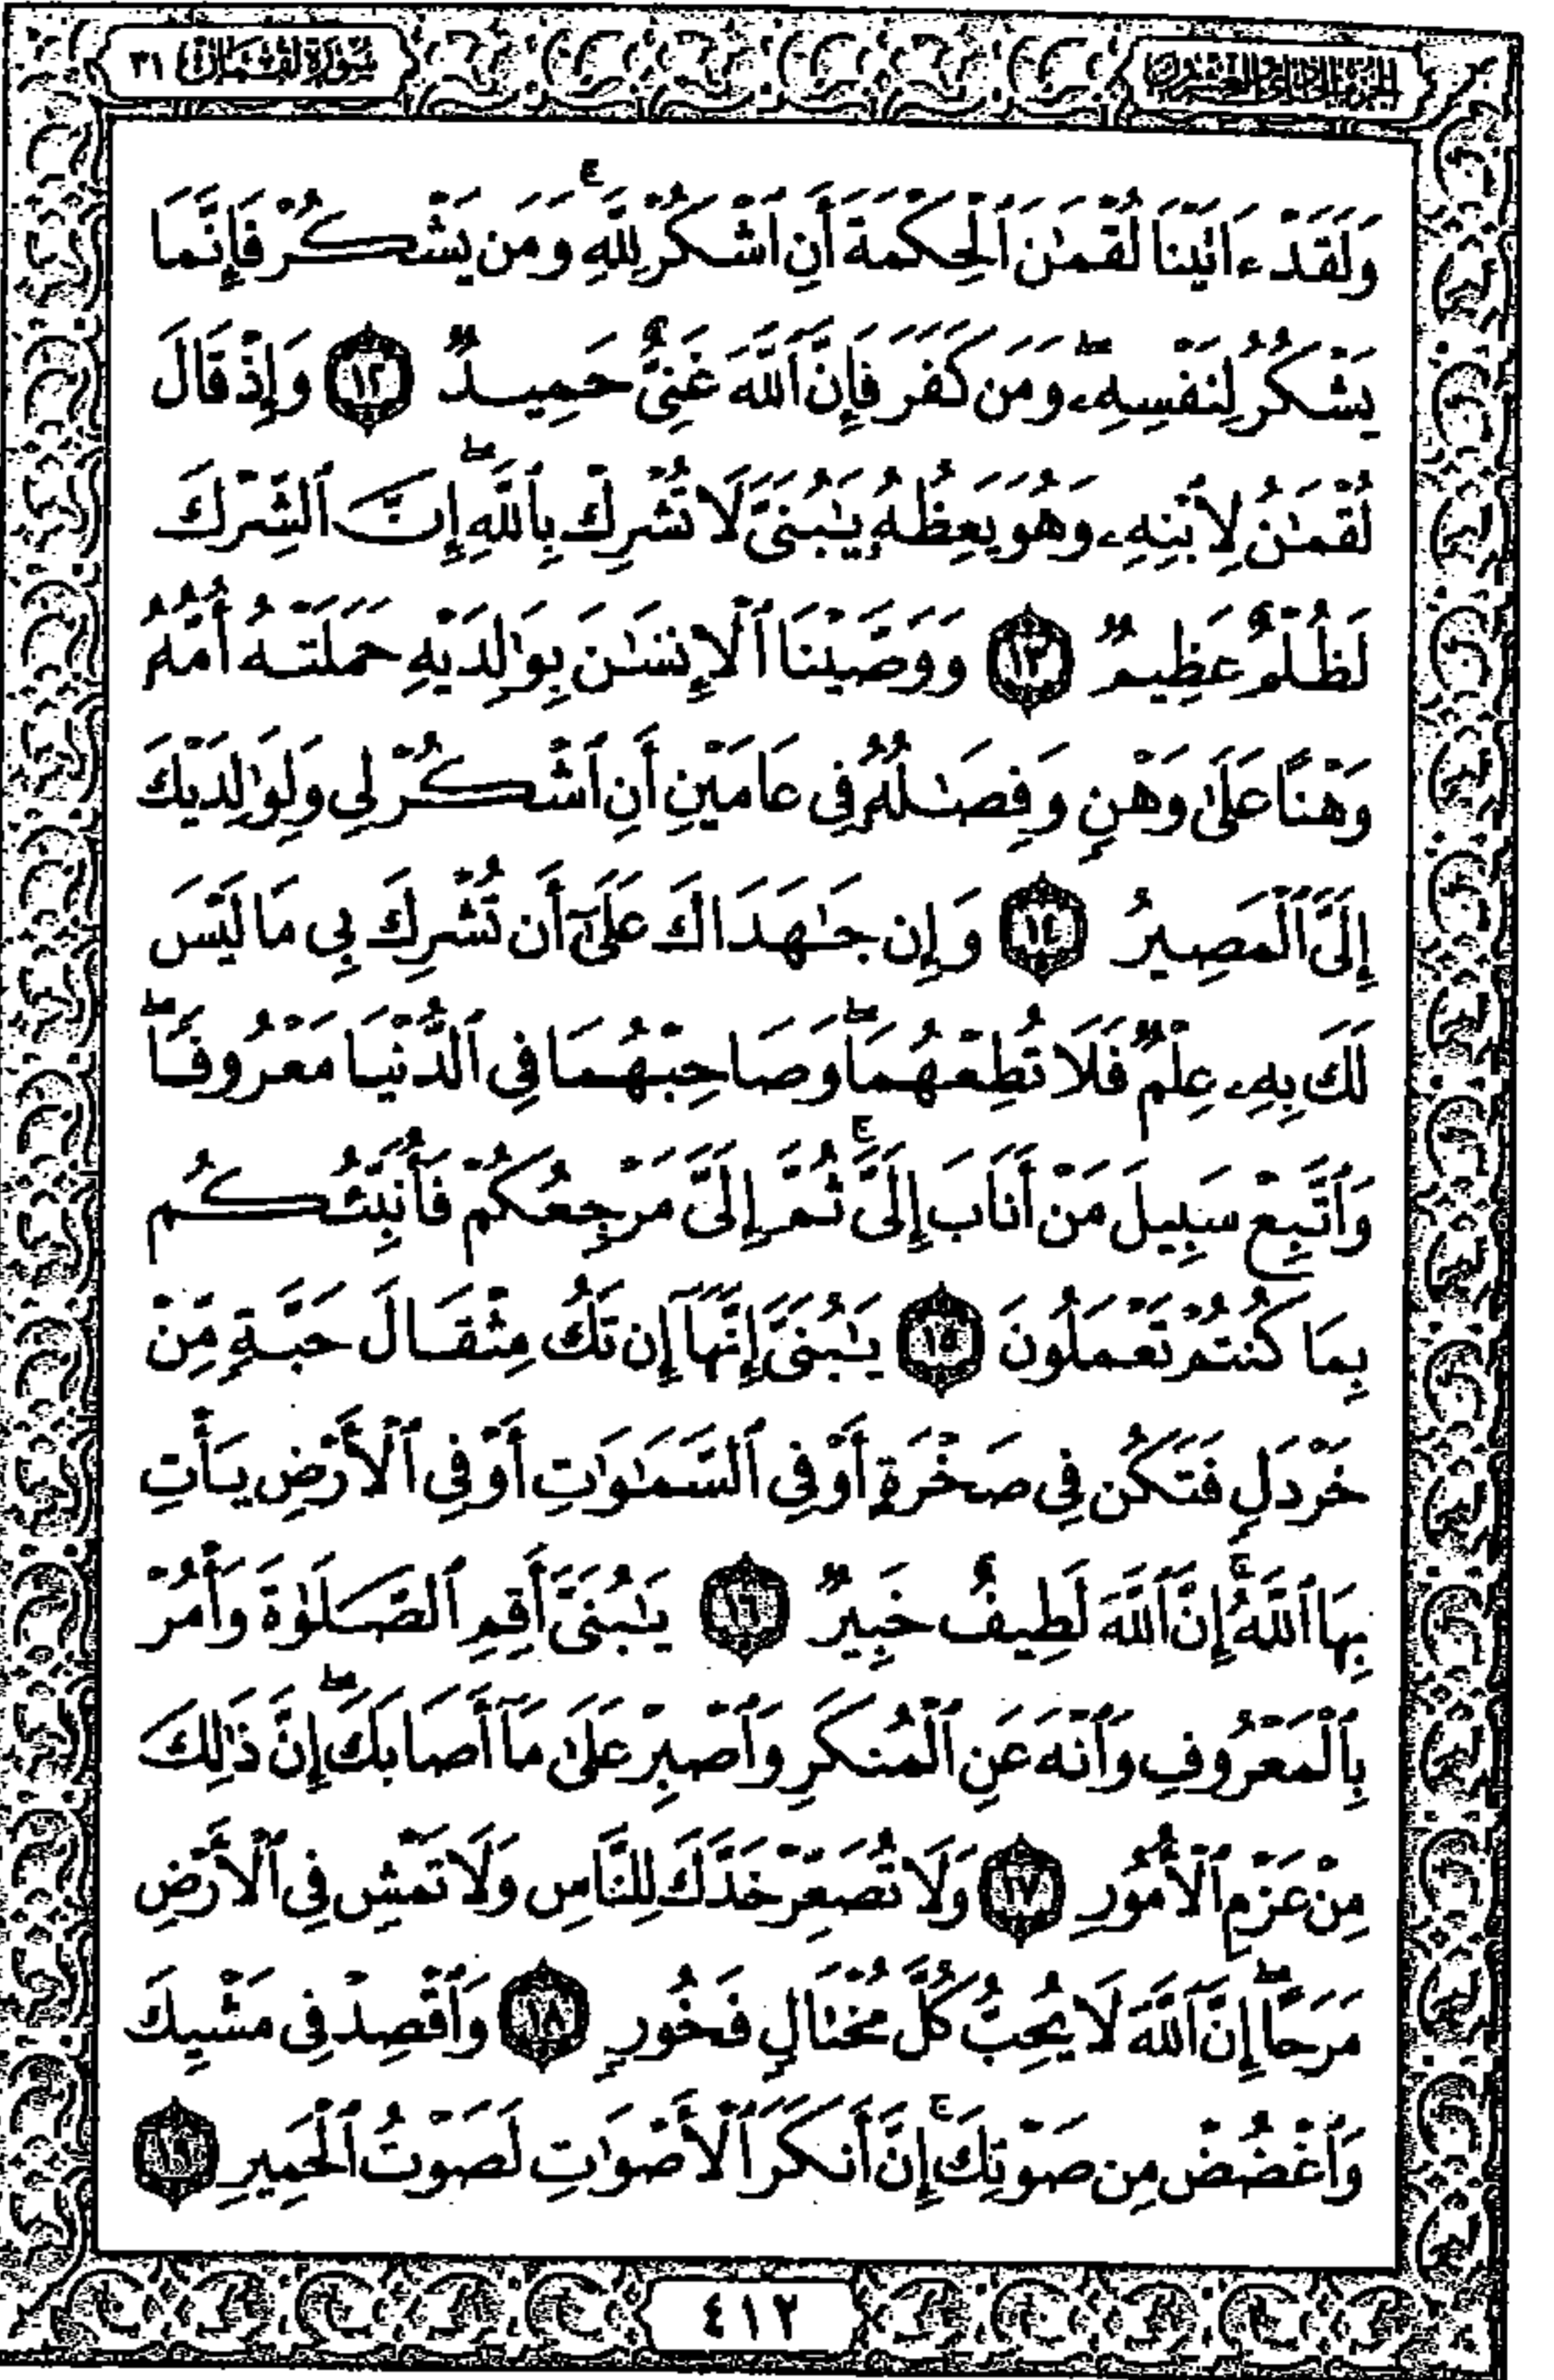 الجزء الحادي والعشرون
سورة لقمان ٣١
وَلَقَدْ ءَاتَيْنَا لُقْمَٰنَ ٱلْحِكْمَةَ أَنِ ٱشْكُرْ لِلَّهِ ۚ وَمَن يَشْكُرْ فَإِنَّمَا
يَشْكُرُ لِنَفْسِهِۦ ۖ وَمَن كَفَرَ فَإِنَّ ٱللَّهَ غَنِىٌّ حَمِيدٌ ١٢ وَإِذْ قَالَ
لُقْمَٰنُ لِٱبْنِهِۦ وَهُوَ يَعِظُهُۥ يَٰبُنَىَّ لَا تُشْرِكْ بِٱللَّهِ ۖ إِنَّ ٱلشِّرْكَ
لَظُلْمٌ عَظِيمٌ ١٣ وَوَصَّيْنَا ٱلْإِنسَٰنَ بِوَٰلِدَيْهِ حَمَلَتْهُ أُمُّهُۥ
وَهْنًا عَلَىٰ وَهْنٍ وَفِصَٰلُهُۥ فِى عَامَيْنِ أَنِ ٱشْكُرْ لِى وَلِوَٰلِدَيْكَ
إِلَىَّ ٱلْمَصِيرُ ١٤ وَإِن جَٰهَدَاكَ عَلَىٰٓ أَن تُشْرِكَ بِى مَا لَيْسَ
لَكَ بِهِۦ عِلْمٌ فَلَا تُطِعْهُمَا ۖ وَصَاحِبْهُمَا فِى ٱلدُّنْيَا مَعْرُوفًا ۖ
وَٱتَّبِعْ سَبِيلَ مَنْ أَنَابَ إِلَىَّ ۚ ثُمَّ إِلَىَّ مَرْجِعُكُمْ فَأُنَبِّئُكُم
بِمَا كُنتُمْ تَعْمَلُونَ ١٥ يَٰبُنَىَّ إِنَّهَآ إِن تَكُ مِثْقَالَ حَبَّةٍ مِّنْ
خَرْدَلٍ فَتَكُن فِى صَخْرَةٍ أَوْ فِى ٱلسَّمَٰوَٰتِ أَوْ فِى ٱلْأَرْضِ يَأْتِ
بِهَا ٱللَّهُ ۚ إِنَّ ٱللَّهَ لَطِيفٌ خَبِيرٌ ١٦ يَٰبُنَىَّ أَقِمِ ٱلصَّلَوٰةَ وَأْمُرْ
بِٱلْمَعْرُوفِ وَٱنْهَ عَنِ ٱلْمُنكَرِ وَٱصْبِرْ عَلَىٰ مَآ أَصَابَكَ ۖ إِنَّ ذَٰلِكَ
مِنْ عَزْمِ ٱلْأُمُورِ ١٧ وَلَا تُصَعِّرْ خَدَّكَ لِلنَّاسِ وَلَا تَمْشِ فِى ٱلْأَرْضِ
مَرَحًا ۖ إِنَّ ٱللَّهَ لَا يُحِبُّ كُلَّ مُخْتَالٍ فَخُورٍ ١٨ وَٱقْصِدْ فِى مَشْيِكَ
وَٱغْضُضْ مِن صَوْتِكَ ۚ إِنَّ أَنكَرَ ٱلْأَصْوَٰتِ لَصَوْتُ ٱلْحَمِيرِ ١٩
٤١٢